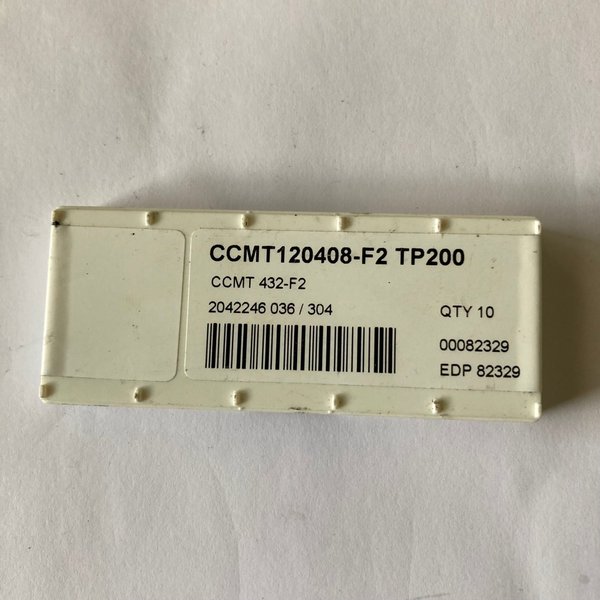 CCMT120408-F2 TP200
CCMT 432-F2
2042246 036 / 304
QTY 10
00082329
EDP 82329